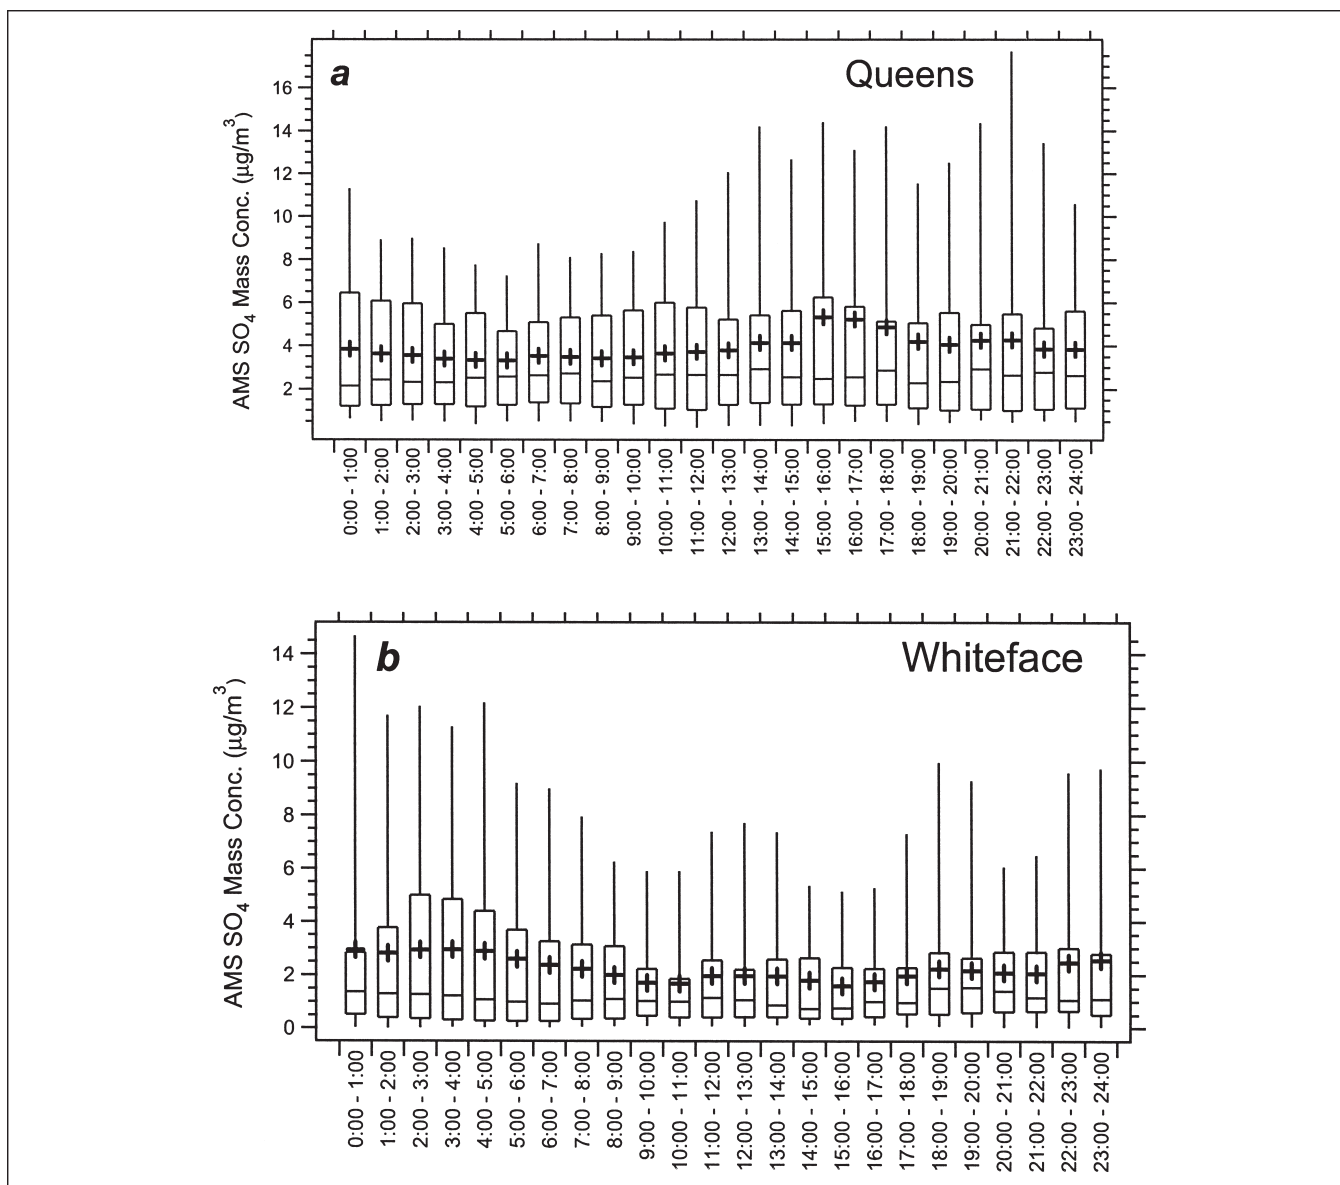 a
Queens
AMS SO4 Mass Conc. (μg/m³)
16
14
12
10
8
6
4
2
0:00 - 1:00
1:00 - 2:00
2:00 - 3:00
3:00 - 4:00
4:00 - 5:00
5:00 - 6:00
6:00 - 7:00
7:00 - 8:00
8:00 - 9:00
9:00 - 10:00
10:00 - 11:00
11:00 - 12:00
12:00 - 13:00
13:00 - 14:00
14:00 - 15:00
15:00 - 16:00
16:00 - 17:00
17:00 - 18:00
18:00 - 19:00
19:00 - 20:00
20:00 - 21:00
21:00 - 22:00
22:00 - 23:00
23:00 - 24:00
b
Whiteface
AMS SO4 Mass Conc. (μg/m³)
14
12
10
8
6
4
2
0
0:00 - 1:00
1:00 - 2:00
2:00 - 3:00
3:00 - 4:00
4:00 - 5:00
5:00 - 6:00
6:00 - 7:00
7:00 - 8:00
8:00 - 9:00
9:00 - 10:00
10:00 - 11:00
11:00 - 12:00
12:00 - 13:00
13:00 - 14:00
14:00 - 15:00
15:00 - 16:00
16:00 - 17:00
17:00 - 18:00
18:00 - 19:00
19:00 - 20:00
20:00 - 21:00
21:00 - 22:00
22:00 - 23:00
23:00 - 24:00